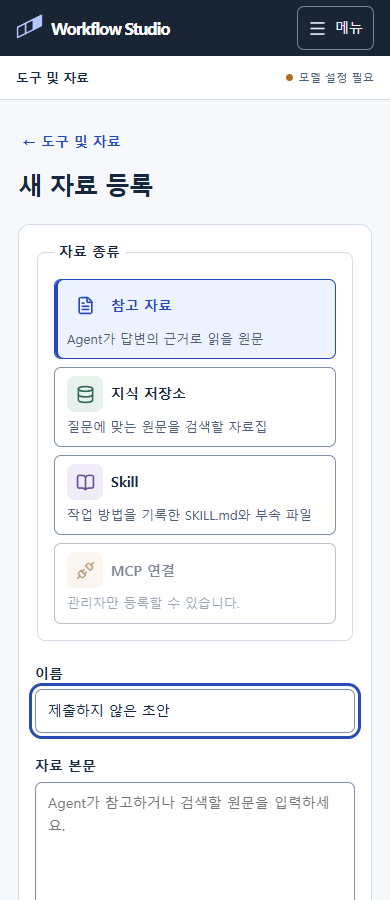 Workflow Studio
메뉴
도구 및 자료
모델 설정 필요
← 도구 및 자료
새 자료 등록
자료 종류
참고 자료
Agent가 답변의 근거로 읽을 원문
지식 저장소
질문에 맞는 원문을 검색할 자료집
Skill
작업 방법을 기록한 SKILL.md와 부속 파일
MCP 연결
관리자만 등록할 수 있습니다.
이름
제출하지 않은 초안
자료 본문
Agent가 참고하거나 검색할 원문을 입력하세
요.